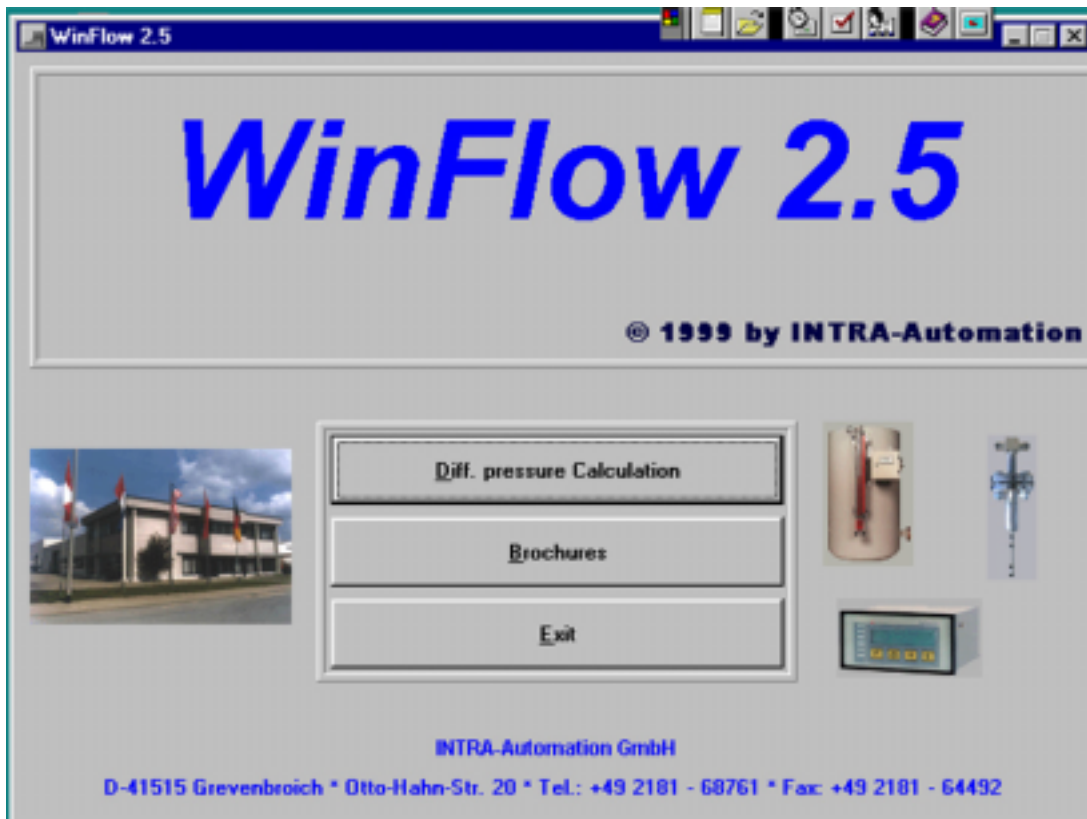 WinFlow 2.5
WinFlow 2.5
© 1999 by INTRA-Automation
Diff. pressure Calculation
Brochures
Exit
INTRA-Automation GmbH
D-41515 Grevenbroich * Otto-Hahn-Str. 20 * Tel.: +49 2181 - 68761 * Fax: +49 2181 - 64492